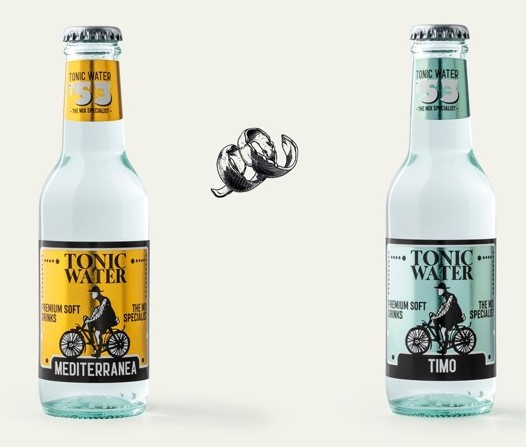 TONIC WATER
'53
THE MIX SPECIALIST
TONIC
WATER
PREMIUM SOFT
DRINKS
THE MIX
SPECIALIST
MEDITERRANEA
TONIC WATER
'53
THE MIX SPECIALIST
TONIC
WATER
PREMIUM SOFT
DRINKS
THE MIX
SPECIALIST
TIMO